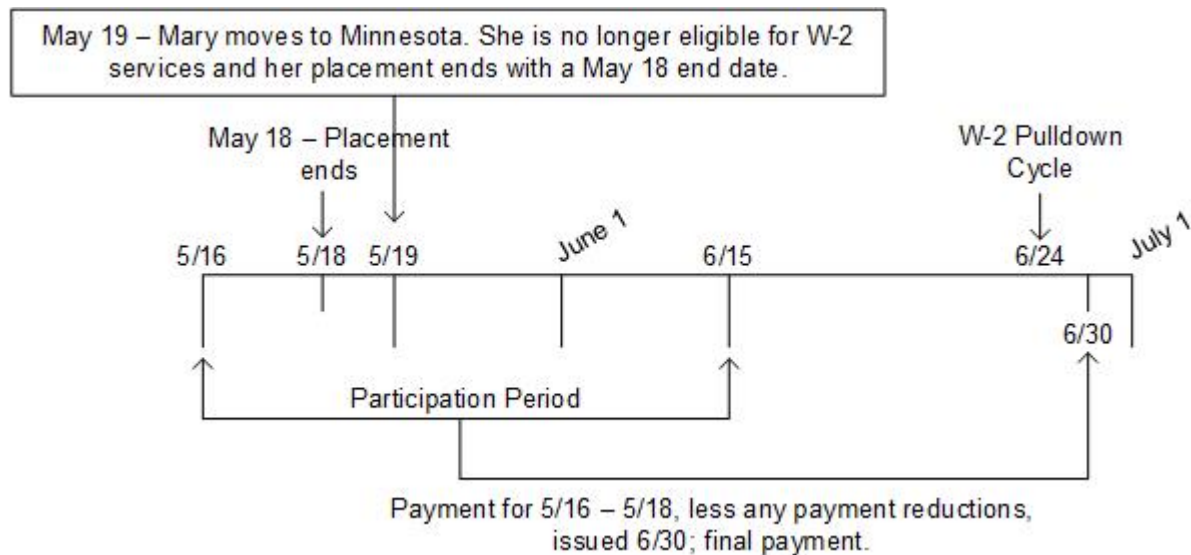 May 19 – Mary moves to Minnesota. She is no longer eligible for W-2
services and her placement ends with a May 18 end date.
May 18 – Placement
ends
W-2 Pulldown
Cycle
5/16
5/18
5/19
June 1
6/15
6/24
July 1
6/30
Participation Period
Payment for 5/16 – 5/18, less any payment reductions,
issued 6/30; final payment.